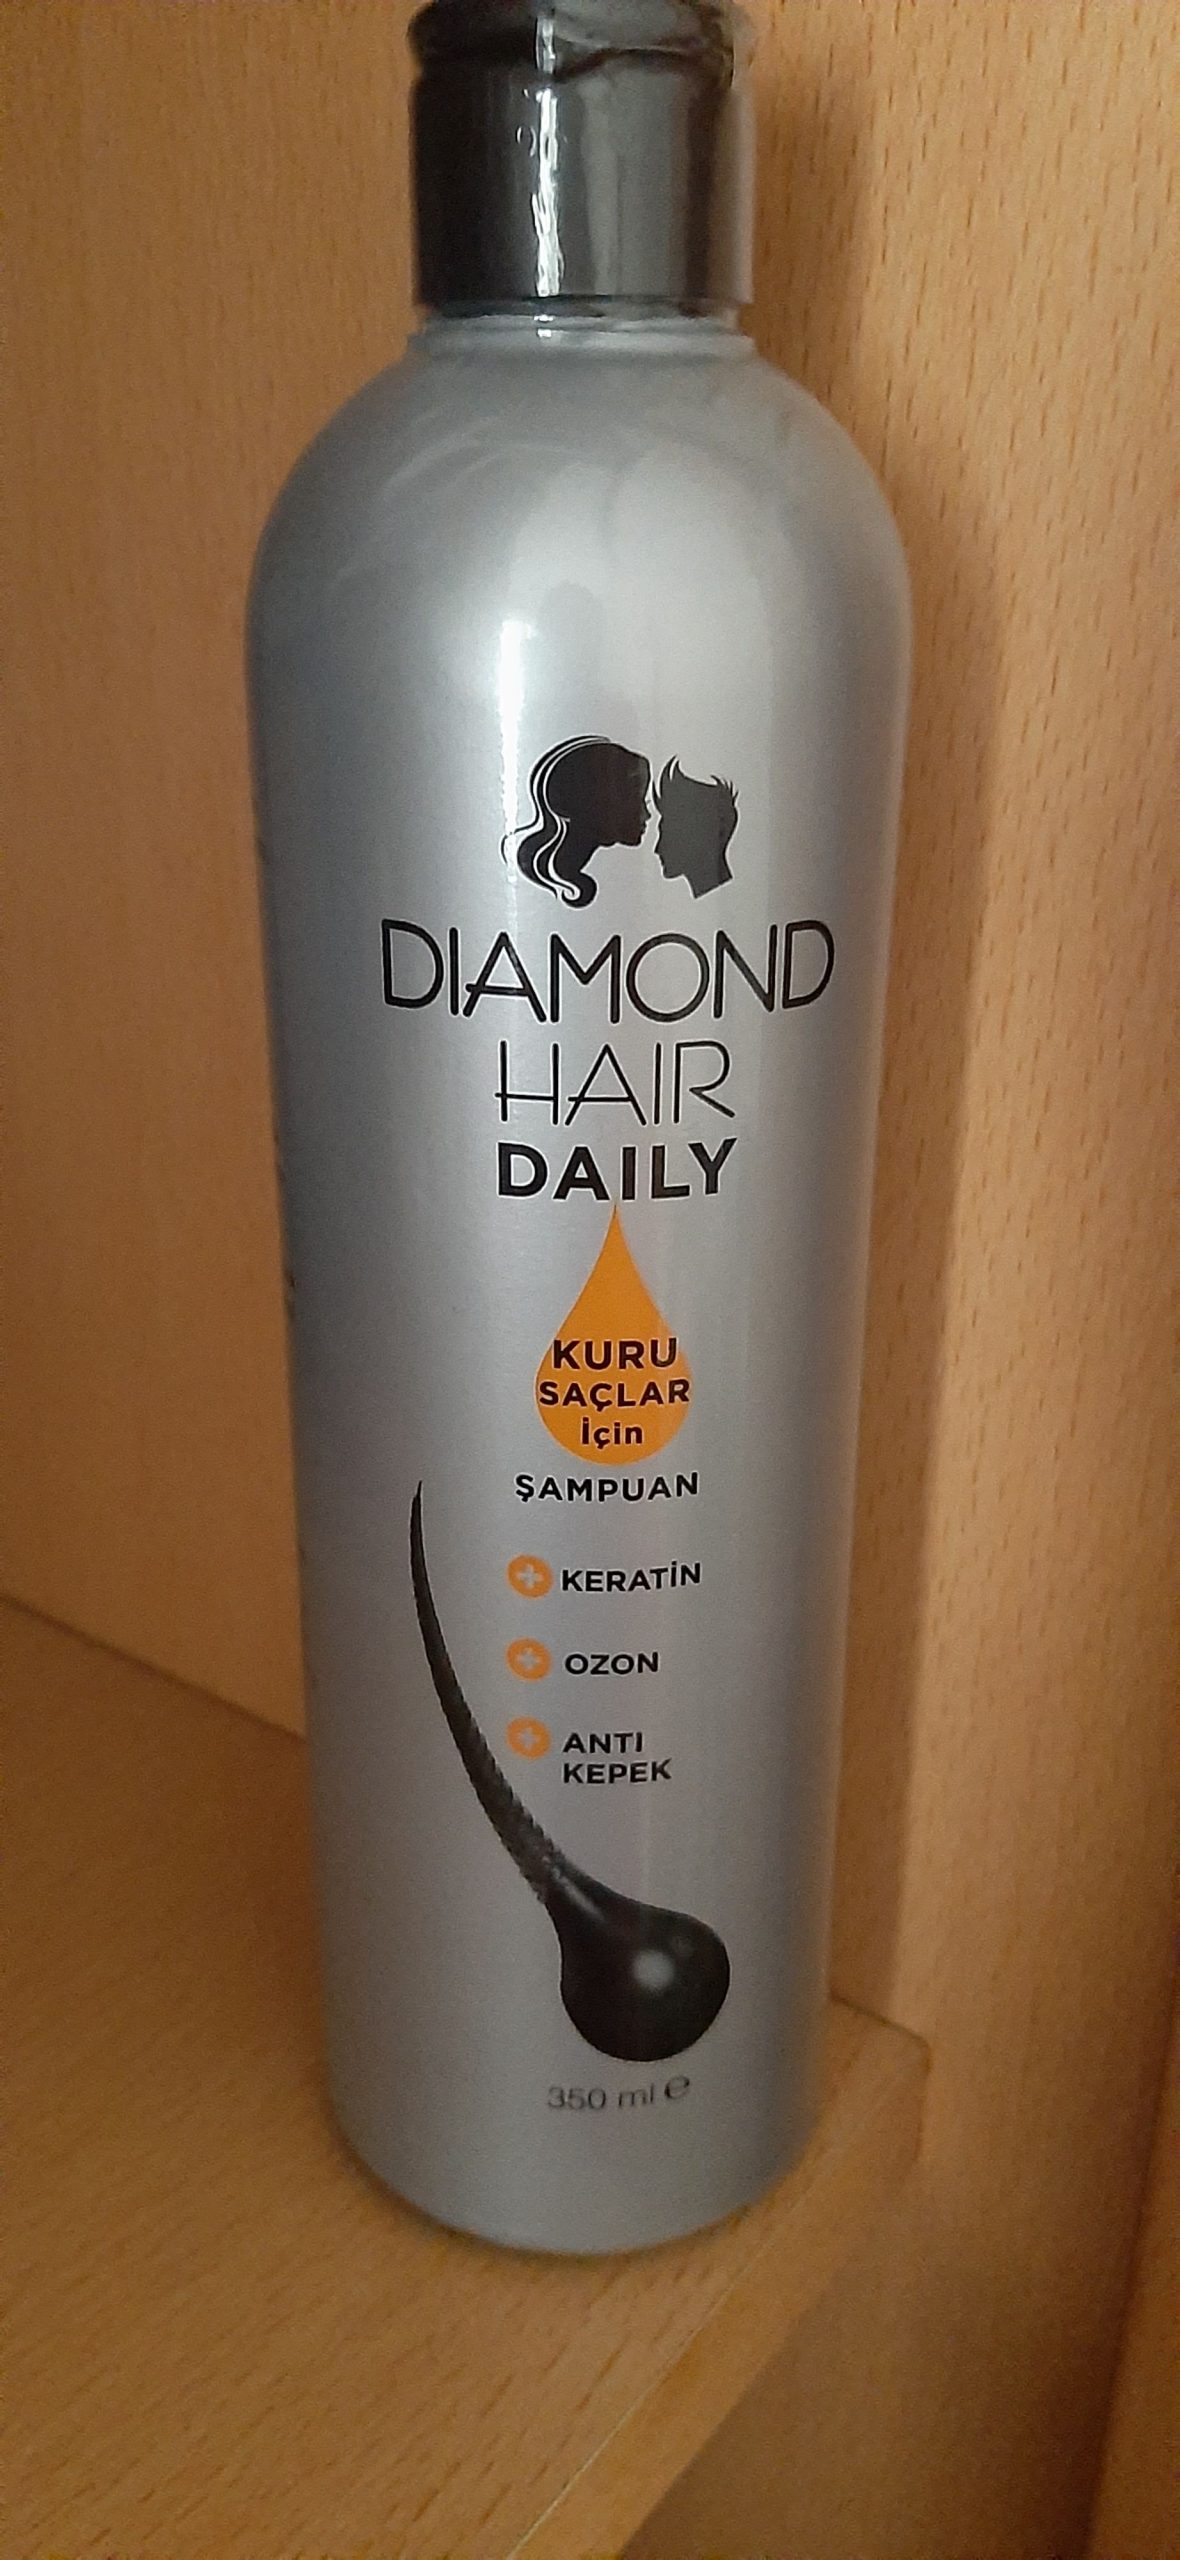 DIAMOND
HAIR
DAILY
KURU
SAÇLAR
İçin
ŞAMPUAN
KERATİN
OZON
ANTI
KEPEK
350 ml ℮